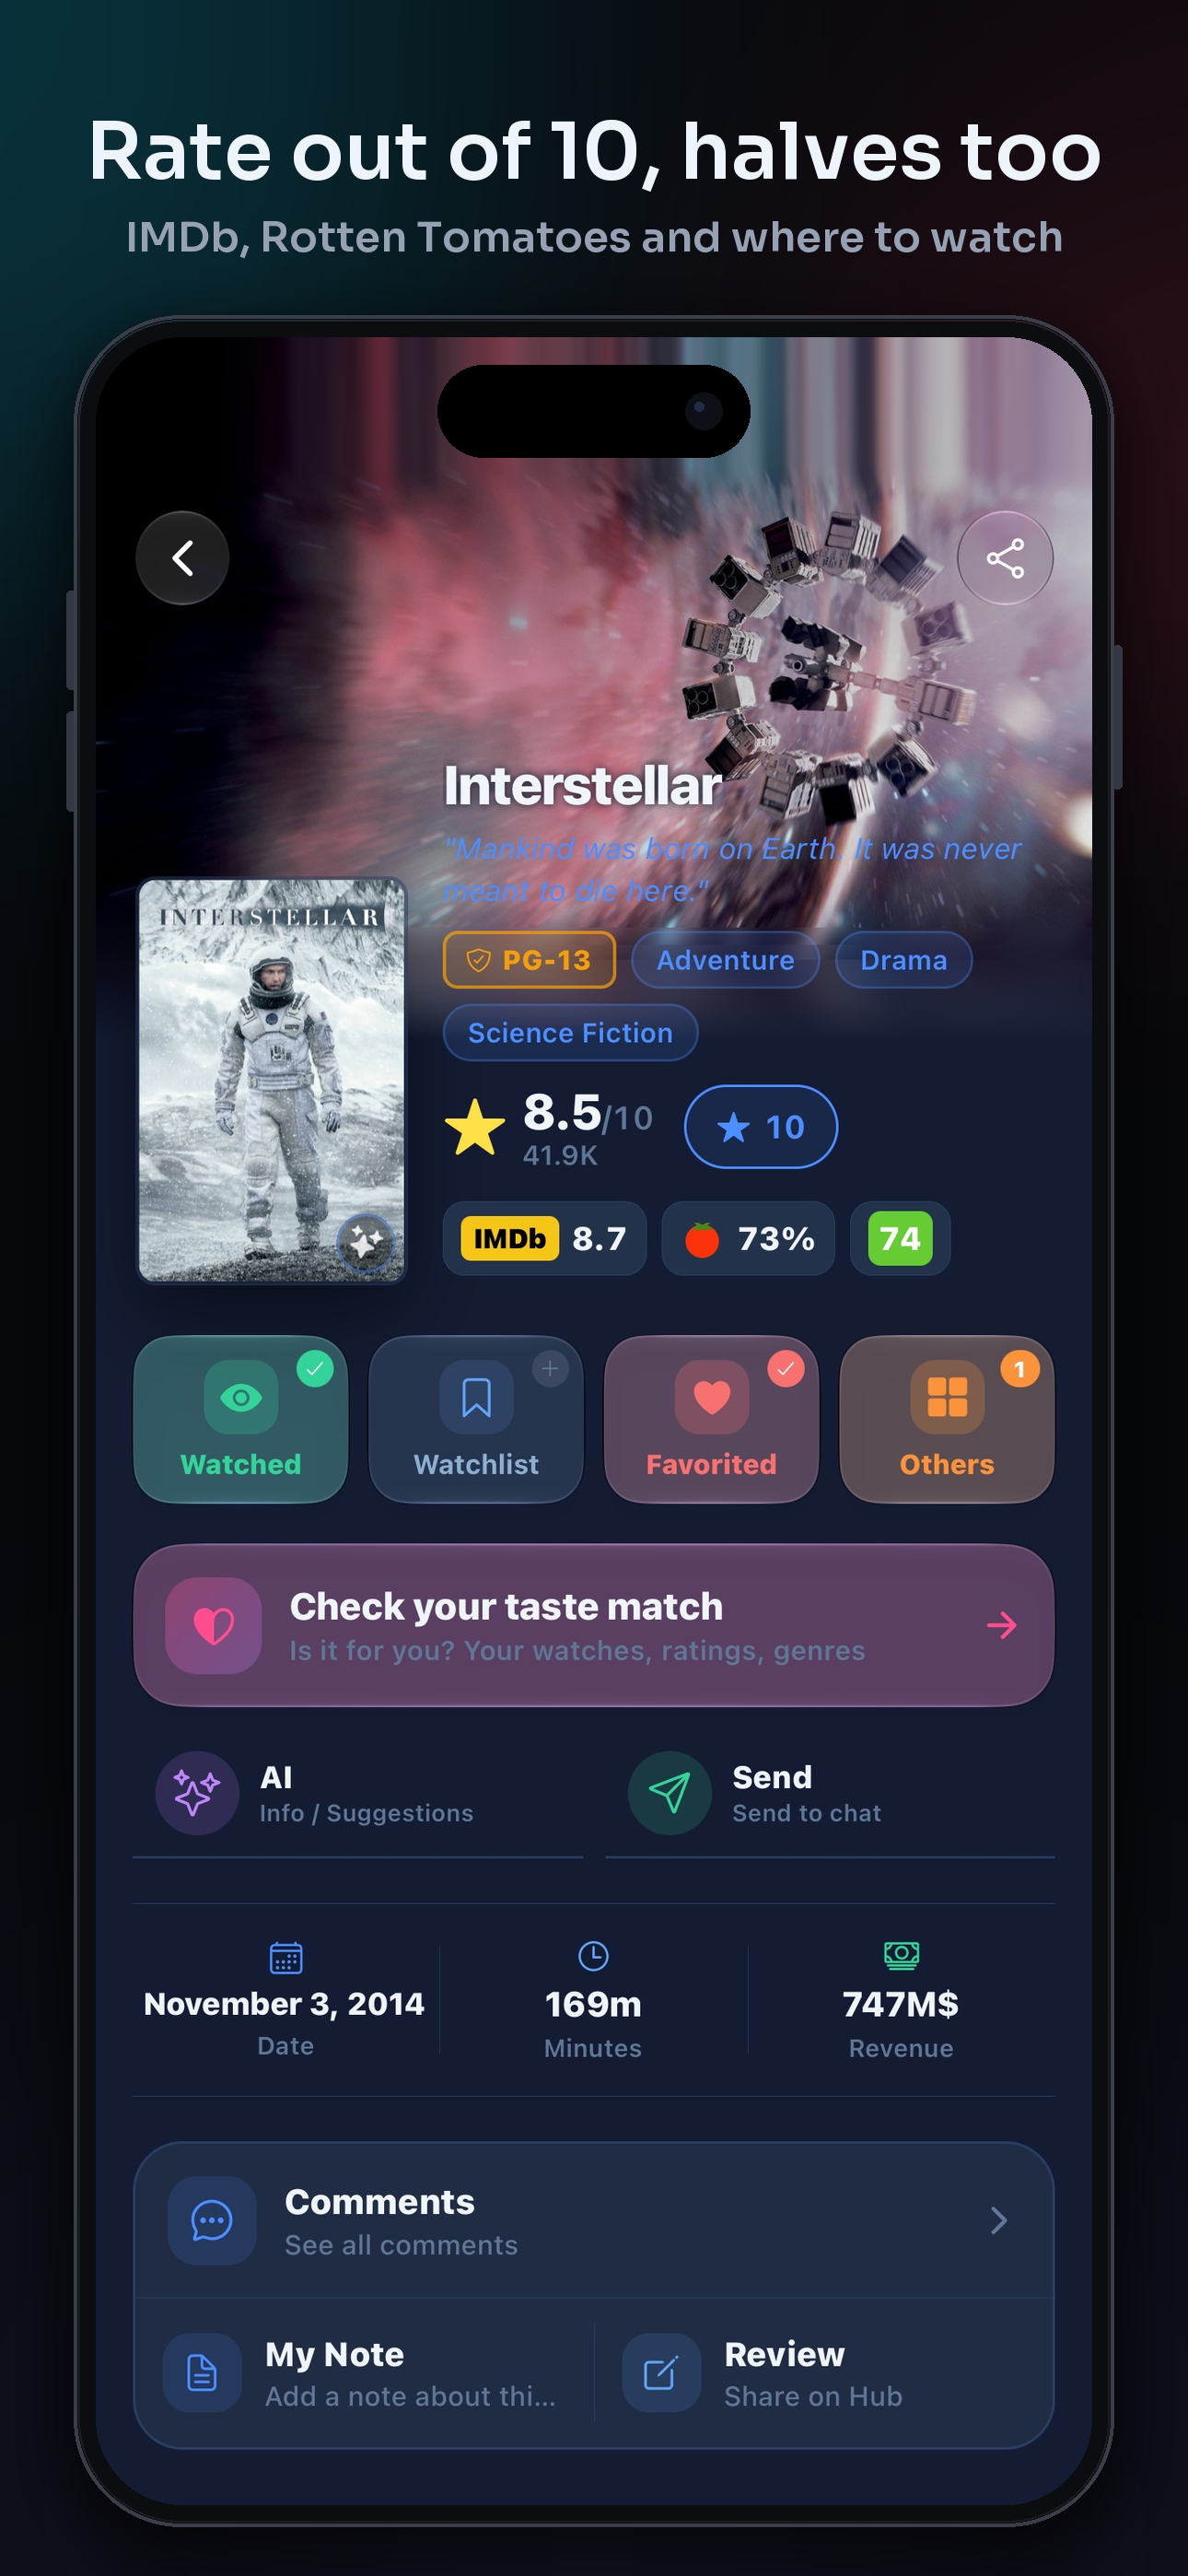 Rate out of 10, halves too
IMDb, Rotten Tomatoes and where to watch
Interstellar
"Mankind was born on Earth. It was never
meant to die here."
INTERSTELLAR
PG-13
Adventure
Drama
Science Fiction
8.5/10
41.9K
10
IMDb 8.7
73%
74
Watched
Watchlist
Favorited
1
Others
Check your taste match
Is it for you? Your watches, ratings, genres
AI
Info / Suggestions
Send
Send to chat
November 3, 2014
Date
169m
Minutes
747M$
Revenue
Comments
See all comments
My Note
Add a note about thi...
Review
Share on Hub